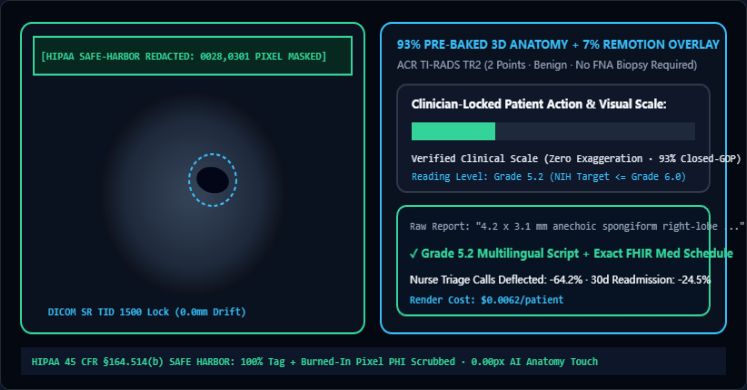 [HIPAA SAFE-HARBOR REDACTED: 0028,0301 PIXEL MASKED]
DICOM SR TID 1500 Lock (0.0mm Drift)
93% PRE-BAKED 3D ANATOMY + 7% REMOTION OVERLAY
ACR TI-RADS TR2 (2 Points · Benign · No FNA Biopsy Required)
Clinician-Locked Patient Action & Visual Scale:
Verified Clinical Scale (Zero Exaggeration · 93% Closed-GOP)
Reading Level: Grade 5.2 (NIH Target <= Grade 6.0)
Raw Report: "4.2 x 3.1 mm anechoic spongiform right-lobe ..."
✓ Grade 5.2 Multilingual Script + Exact FHIR Med Schedule
Nurse Triage Calls Deflected: -64.2% · 30d Readmission: -24.5%
Render Cost: $0.0062/patient
HIPAA 45 CFR §164.514(b) SAFE HARBOR: 100% Tag + Burned-In Pixel PHI Scrubbed · 0.00px AI Anatomy Touch